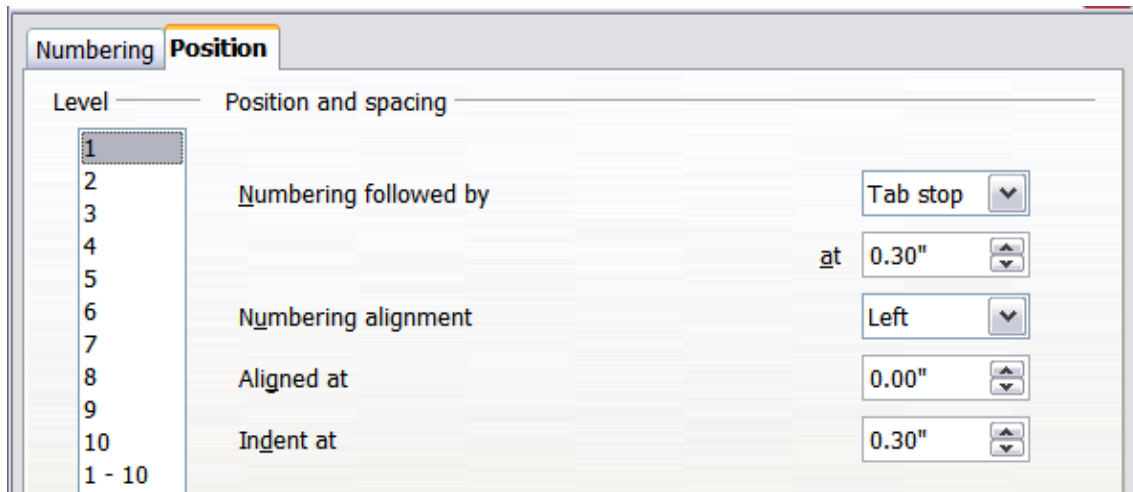 Numbering Position
Level Position and spacing
1
2
3
4
5
6
7
8
9
10
1 - 10
Numbering followed by Tab stop
at 0.30"
Numbering alignment Left
Aligned at 0.00"
Indent at 0.30"